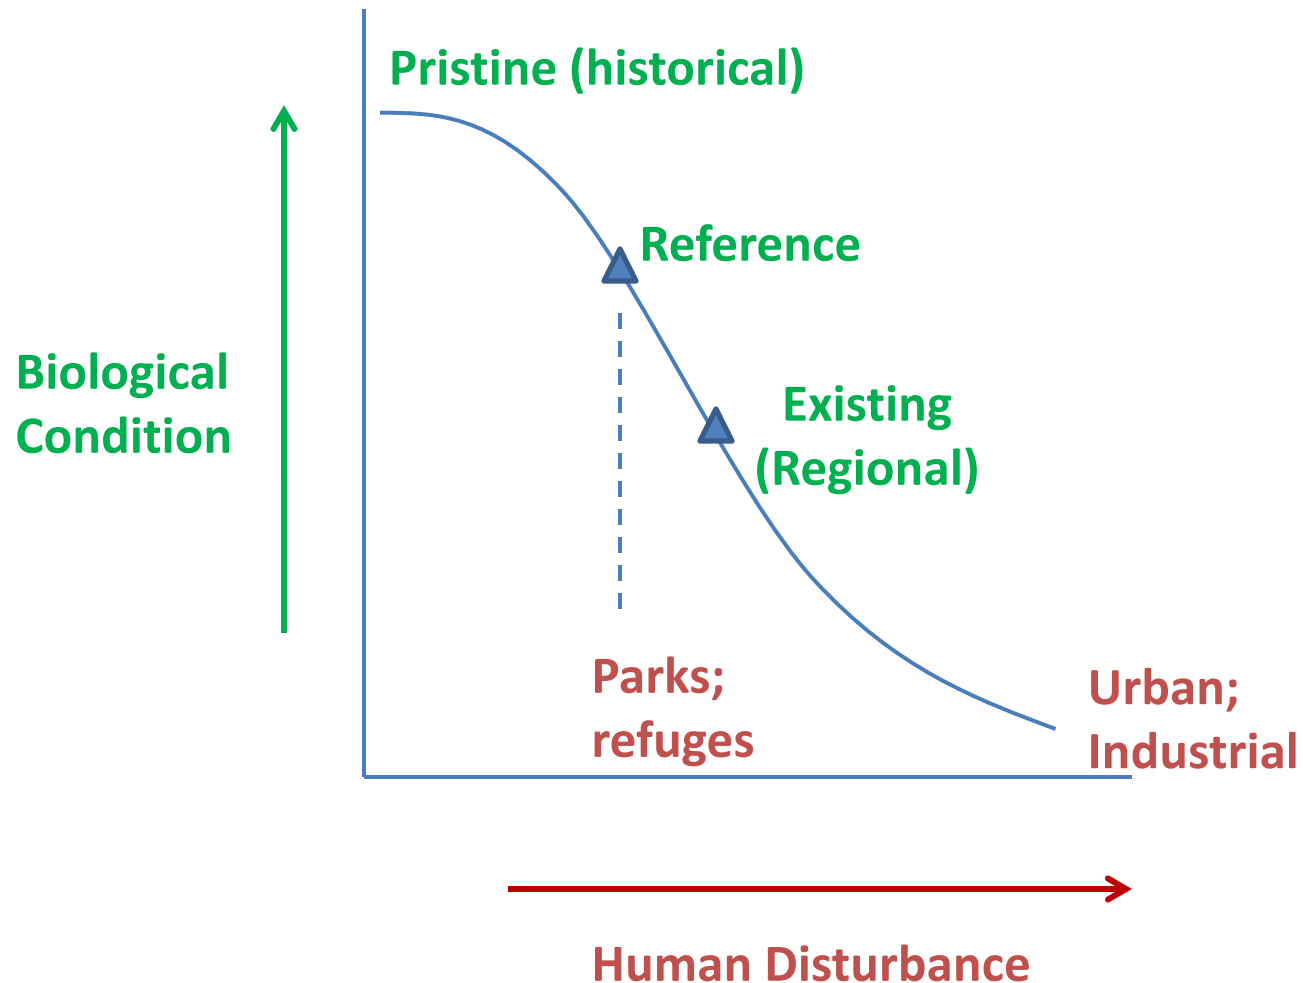 Pristine (historical)
Reference
Biological
Condition
Existing
(Regional)
Parks;
refuges
Urban;
Industrial
Human Disturbance